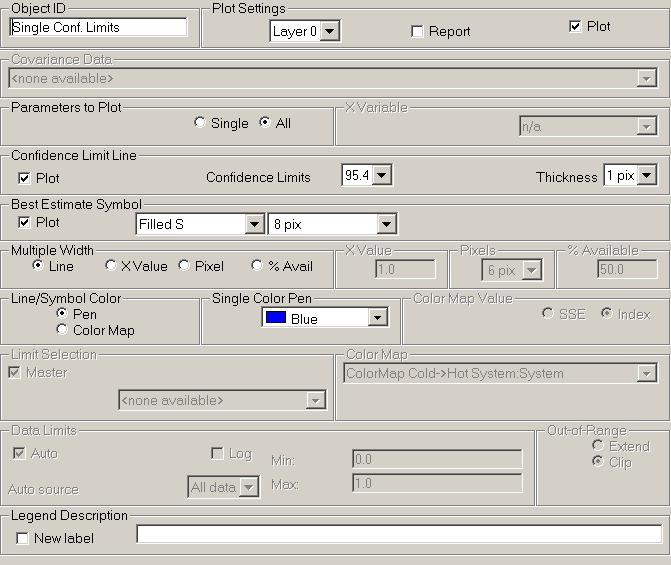 Object ID
Single Conf. Limits
Plot Settings
Layer 0
Report
Plot
Covariance Data
<none available>
Parameters to Plot
Single
All
X Variable
n/a
Confidence Limit Line
Plot
Confidence Limits
95.4
Thickness
1 pix
Best Estimate Symbol
Plot
Filled S
8 pix
Multiple Width
Line
X Value
Pixel
% Avail
X Value
1.0
Pixels
6 pix
% Available
50.0
Line/Symbol Color
Pen
Color Map
Single Color Pen
Blue
Color Map Value
SSE
Index
Limit Selection
Master
<none available>
Color Map
ColorMap Cold->Hot System:System
Data Limits
Auto
Log
Min:
0.0
Auto source
All data
Max:
1.0
Out-of-Range
Extend
Clip
Legend Description
New label